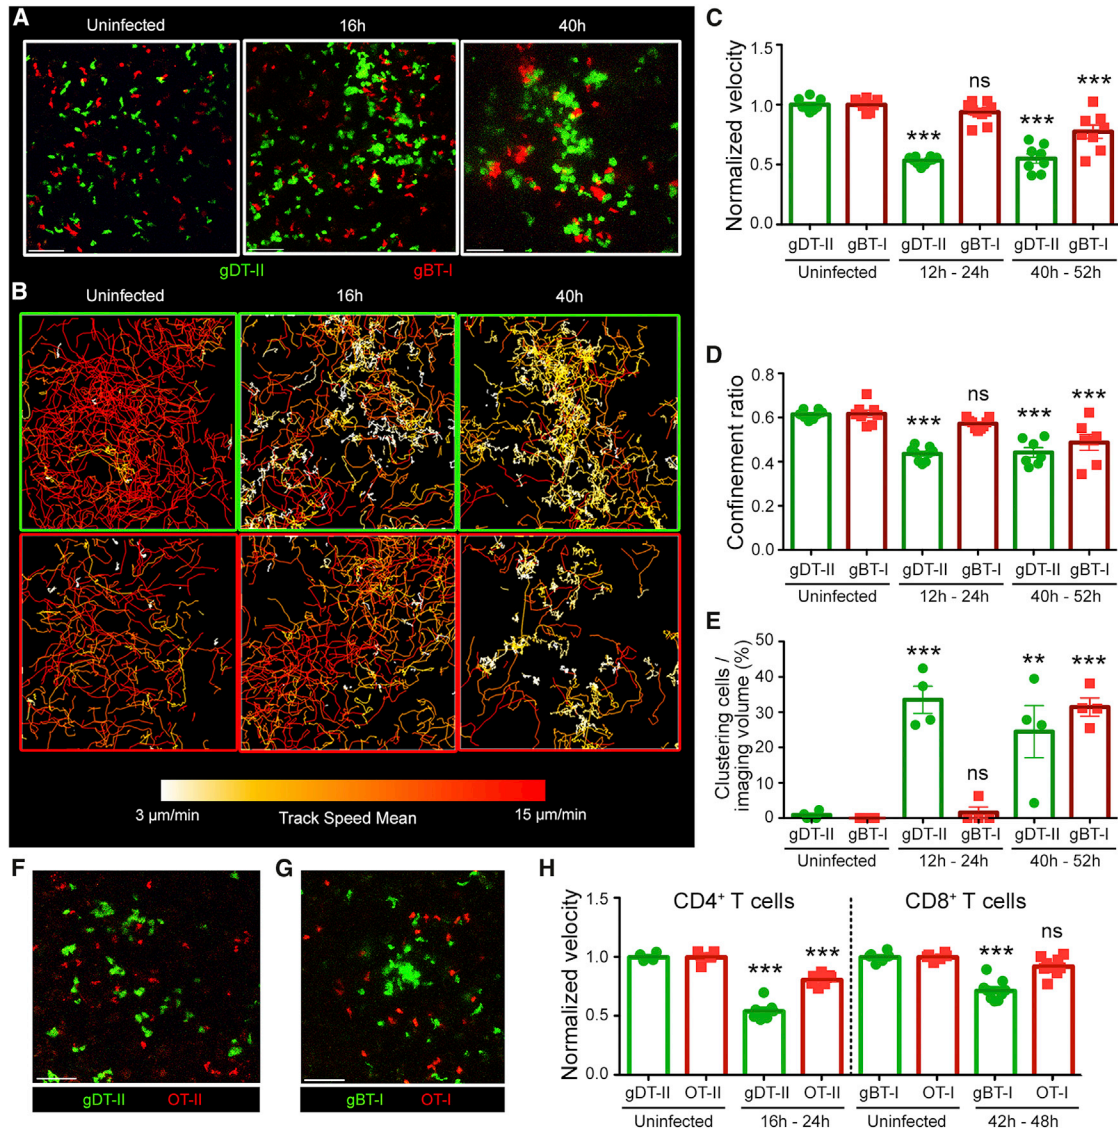 A
Uninfected 16h 40h
gDT-II gBT-I
B
Uninfected 16h 40h
3 µm/min Track Speed Mean 15 µm/min
C
Normalized velocity
1.5
1.0
0.5
0.0
*** ns *** ***
gDT-II gBT-I gDT-II gBT-I gDT-II gBT-I
Uninfected 12h - 24h 40h - 52h
D
Confinement ratio
0.8
0.6
0.4
0.2
0.0
*** ns *** ***
gDT-II gBT-I gDT-II gBT-I gDT-II gBT-I
Uninfected 12h - 24h 40h - 52h
E
Clustering cells /
imaging volume (%)
50
40
30
20
10
0
*** ns ** ***
gDT-II gBT-I gDT-II gBT-I gDT-II gBT-I
Uninfected 12h - 24h 40h - 52h
F
gDT-II OT-II
G
gBT-I OT-I
H
Normalized velocity
1.5
1.0
0.5
0.0
CD4⁺ T cells CD8⁺ T cells
*** *** *** ns
gDT-II OT-II gDT-II OT-II gBT-I OT-I gBT-I OT-I
Uninfected 16h - 24h Uninfected 42h - 48h